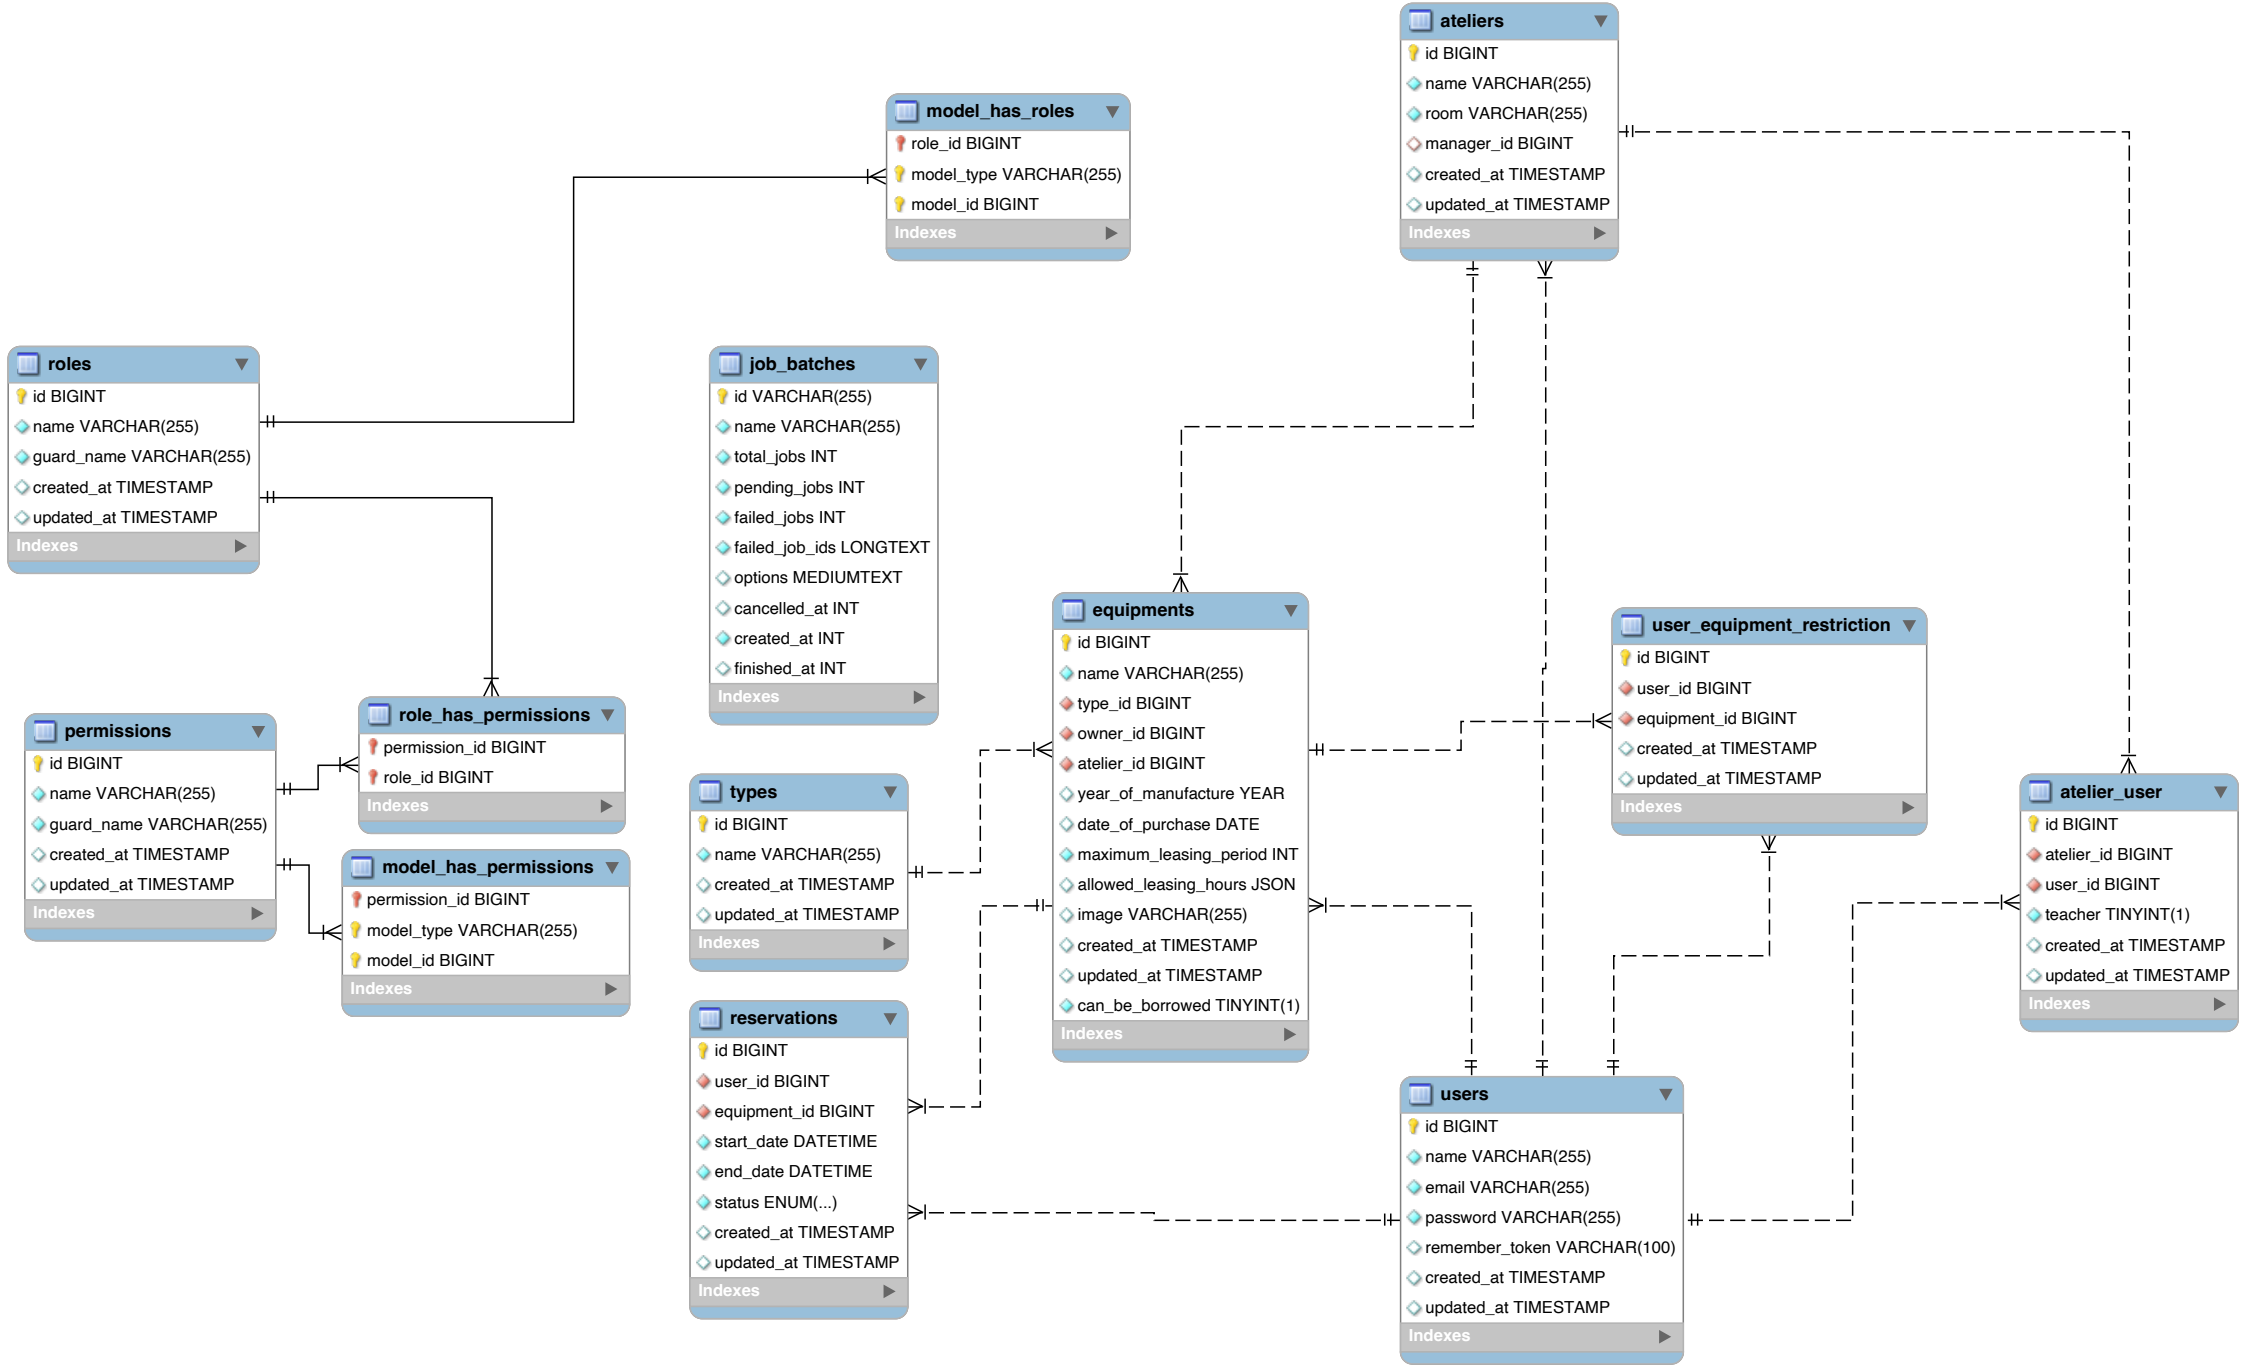 ateliers
id BIGINT
name VARCHAR(255)
room VARCHAR(255)
manager_id BIGINT
created_at TIMESTAMP
updated_at TIMESTAMP
Indexes
model_has_roles
role_id BIGINT
model_type VARCHAR(255)
model_id BIGINT
Indexes
roles
id BIGINT
name VARCHAR(255)
guard_name VARCHAR(255)
created_at TIMESTAMP
updated_at TIMESTAMP
Indexes
job_batches
id VARCHAR(255)
name VARCHAR(255)
total_jobs INT
pending_jobs INT
failed_jobs INT
failed_job_ids LONGTEXT
options MEDIUMTEXT
cancelled_at INT
created_at INT
finished_at INT
Indexes
equipments
id BIGINT
name VARCHAR(255)
type_id BIGINT
owner_id BIGINT
atelier_id BIGINT
year_of_manufacture YEAR
date_of_purchase DATE
maximum_leasing_period INT
allowed_leasing_hours JSON
image VARCHAR(255)
created_at TIMESTAMP
updated_at TIMESTAMP
can_be_borrowed TINYINT(1)
Indexes
user_equipment_restriction
id BIGINT
user_id BIGINT
equipment_id BIGINT
created_at TIMESTAMP
updated_at TIMESTAMP
Indexes
permissions
id BIGINT
name VARCHAR(255)
guard_name VARCHAR(255)
created_at TIMESTAMP
updated_at TIMESTAMP
Indexes
role_has_permissions
permission_id BIGINT
role_id BIGINT
Indexes
model_has_permissions
permission_id BIGINT
model_type VARCHAR(255)
model_id BIGINT
Indexes
types
id BIGINT
name VARCHAR(255)
created_at TIMESTAMP
updated_at TIMESTAMP
Indexes
atelier_user
id BIGINT
atelier_id BIGINT
user_id BIGINT
teacher TINYINT(1)
created_at TIMESTAMP
updated_at TIMESTAMP
Indexes
reservations
id BIGINT
user_id BIGINT
equipment_id BIGINT
start_date DATETIME
end_date DATETIME
status ENUM(...)
created_at TIMESTAMP
updated_at TIMESTAMP
Indexes
users
id BIGINT
name VARCHAR(255)
email VARCHAR(255)
password VARCHAR(255)
remember_token VARCHAR(100)
created_at TIMESTAMP
updated_at TIMESTAMP
Indexes